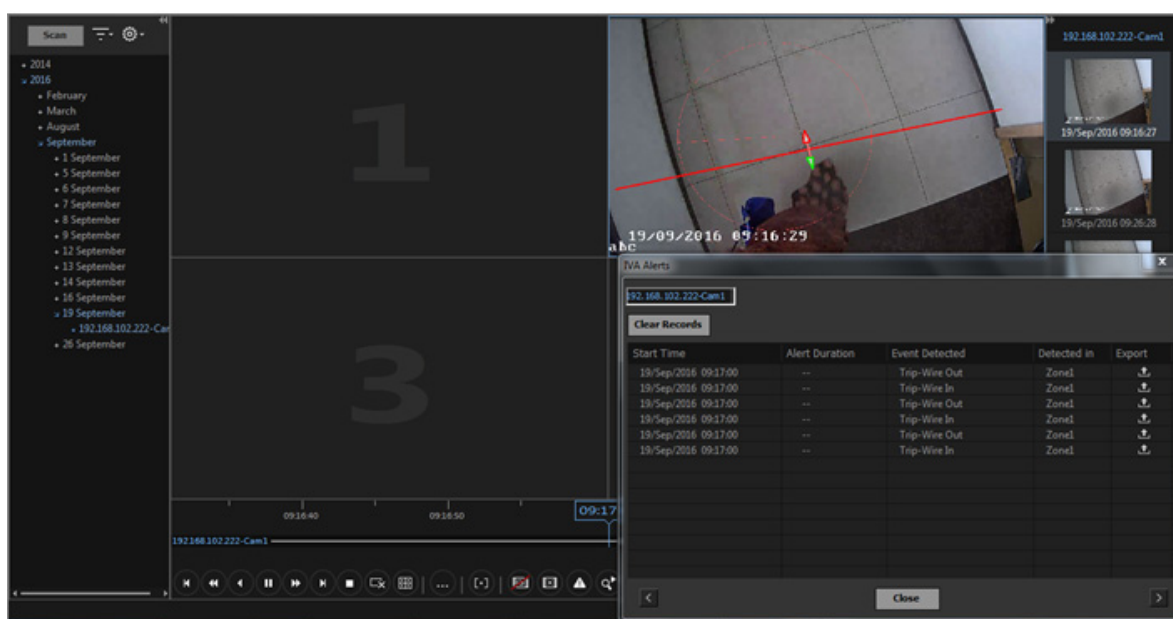 Scan
2014
2016
February
March
August
September
1 September
5 September
6 September
7 September
8 September
9 September
12 September
13 September
14 September
16 September
19 September
192.168.102.222-Car
26 September
1
3
19/09/2016 09:16:29
abc
192.168.102.222-Cam1
19/Sep/2016 09:16:27
19/Sep/2016 09:26:28
IVA Alerts
192.168.102.222-Cam1
Clear Records
Start Time Alert Duration Event Detected Detected in Export
19/Sep/2016 09:17:00 -- Trip-Wire Out Zone1
19/Sep/2016 09:17:00 -- Trip-Wire In Zone1
19/Sep/2016 09:17:00 -- Trip-Wire Out Zone1
19/Sep/2016 09:17:00 -- Trip-Wire In Zone1
19/Sep/2016 09:17:00 -- Trip-Wire Out Zone1
19/Sep/2016 09:17:00 -- Trip-Wire In Zone1
09:16:40 09:16:50 09:17
192.168.102.222-Cam1
Close